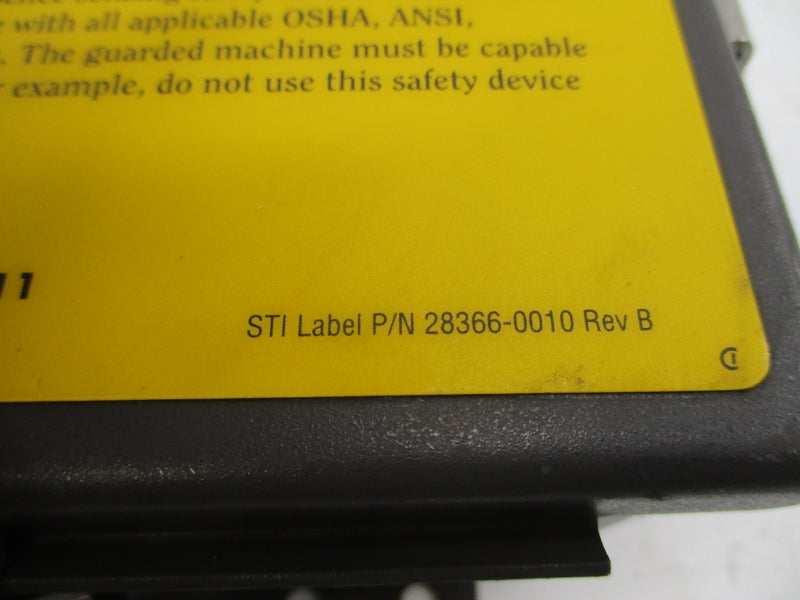 with all applicable OSHA, ANSI,
. The guarded machine must be capable
r example, do not use this safety device
11
STI Label P/N 28366-0010 Rev B